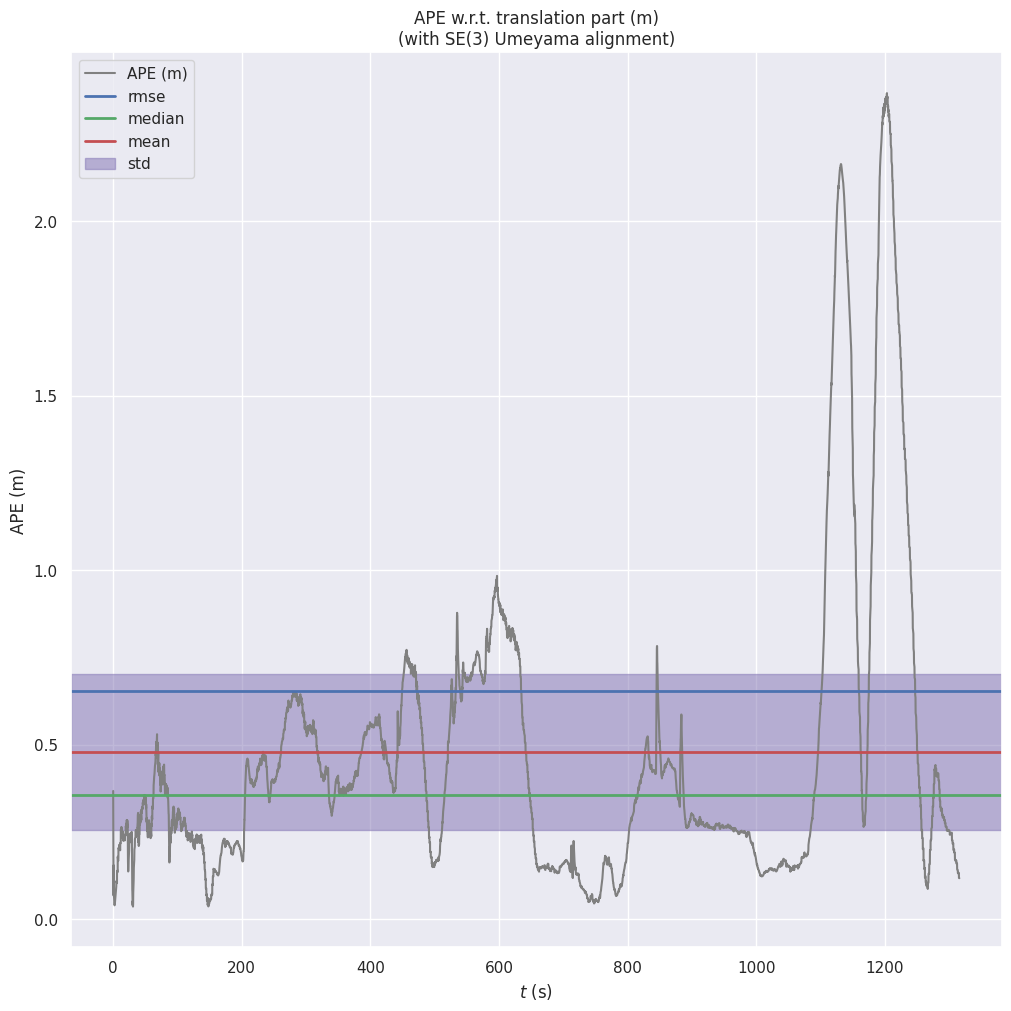 APE w.r.t. translation part (m)
(with SE(3) Umeyama alignment)
APE (m)
rmse
median
mean
std
APE (m)
2.0
1.5
1.0
0.5
0.0
0
200
400
600
800
1000
1200
t (s)